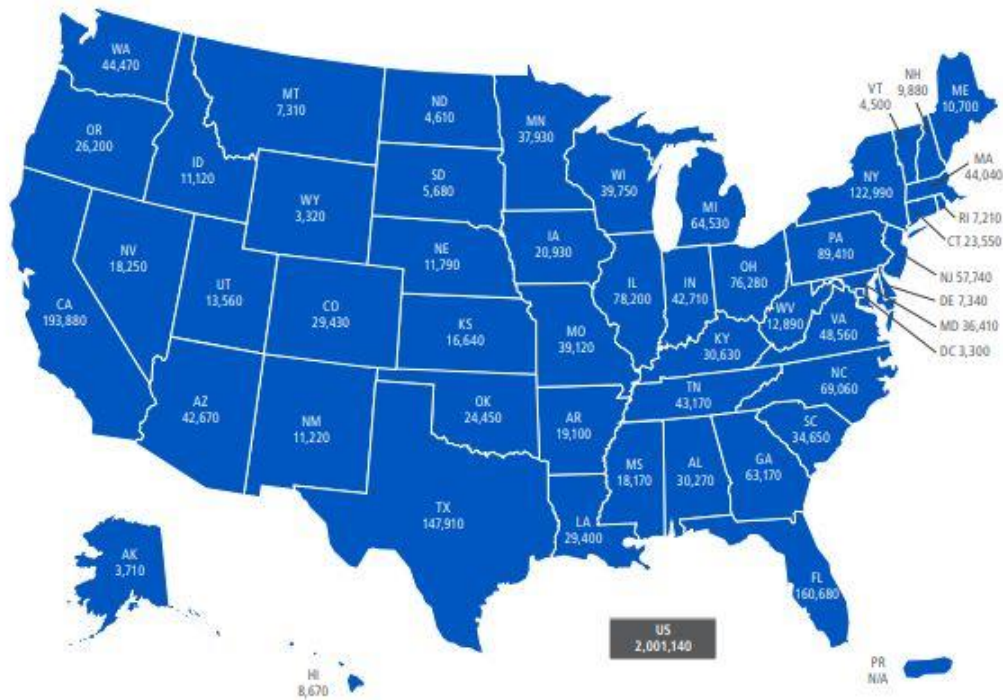 WA
44,470
OR
26,200
CA
193,880
NV
18,250
ID
11,120
MT
7,310
WY
3,320
UT
13,560
CO
29,430
AZ
42,670
NM
11,220
ND
4,610
SD
5,680
NE
11,790
KS
16,640
OK
24,450
TX
147,910
MN
37,930
IA
20,930
MO
39,120
AR
19,100
LA
29,400
WI
39,750
IL
78,200
MI
64,530
IN
42,710
OH
76,280
KY
30,630
TN
43,170
MS
18,170
AL
30,270
GA
63,170
FL
160,680
SC
34,650
NC
69,060
VA
48,560
WV
12,890
PA
89,410
NY
122,990
VT
4,500
NH
9,880
ME
10,700
MA
44,040
RI 7,210
CT 23,550
NJ 57,740
DE 7,340
MD 36,410
DC 3,300
AK
3,710
HI
8,670
US
2,001,140
PR
N/A